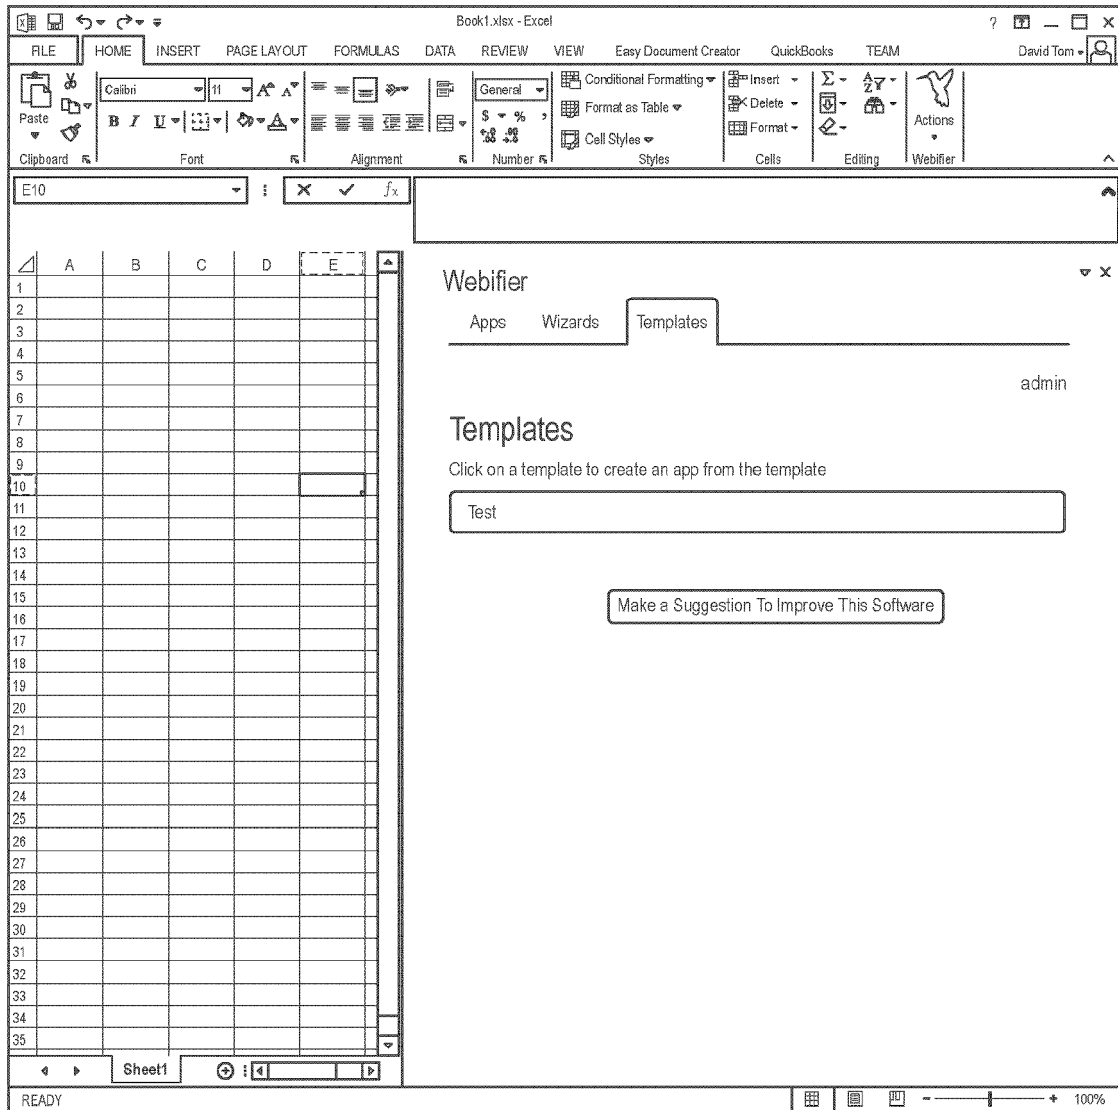 Book1.xlsx - Excel
?
FILE HOME INSERT PAGE LAYOUT FORMULAS DATA REVIEW VIEW Easy Document Creator QuickBooks TEAM David Tom
Calibri 11 General Conditional Formatting Insert Σ A Z
Paste B I U A $ % , Format as Table Delete Actions
Cell Styles Format
Clipboard Font Alignment Number Styles Cells Editing Webifier
E10 fx
A B C D E
Webifier
Apps Wizards Templates
admin
Templates
Click on a template to create an app from the template
Test
Make a Suggestion To Improve This Software
1
2
3
4
5
6
7
8
9
10
11
12
13
14
15
16
17
18
19
20
21
22
23
24
25
26
27
28
29
30
31
32
33
34
35
Sheet1
READY 100%